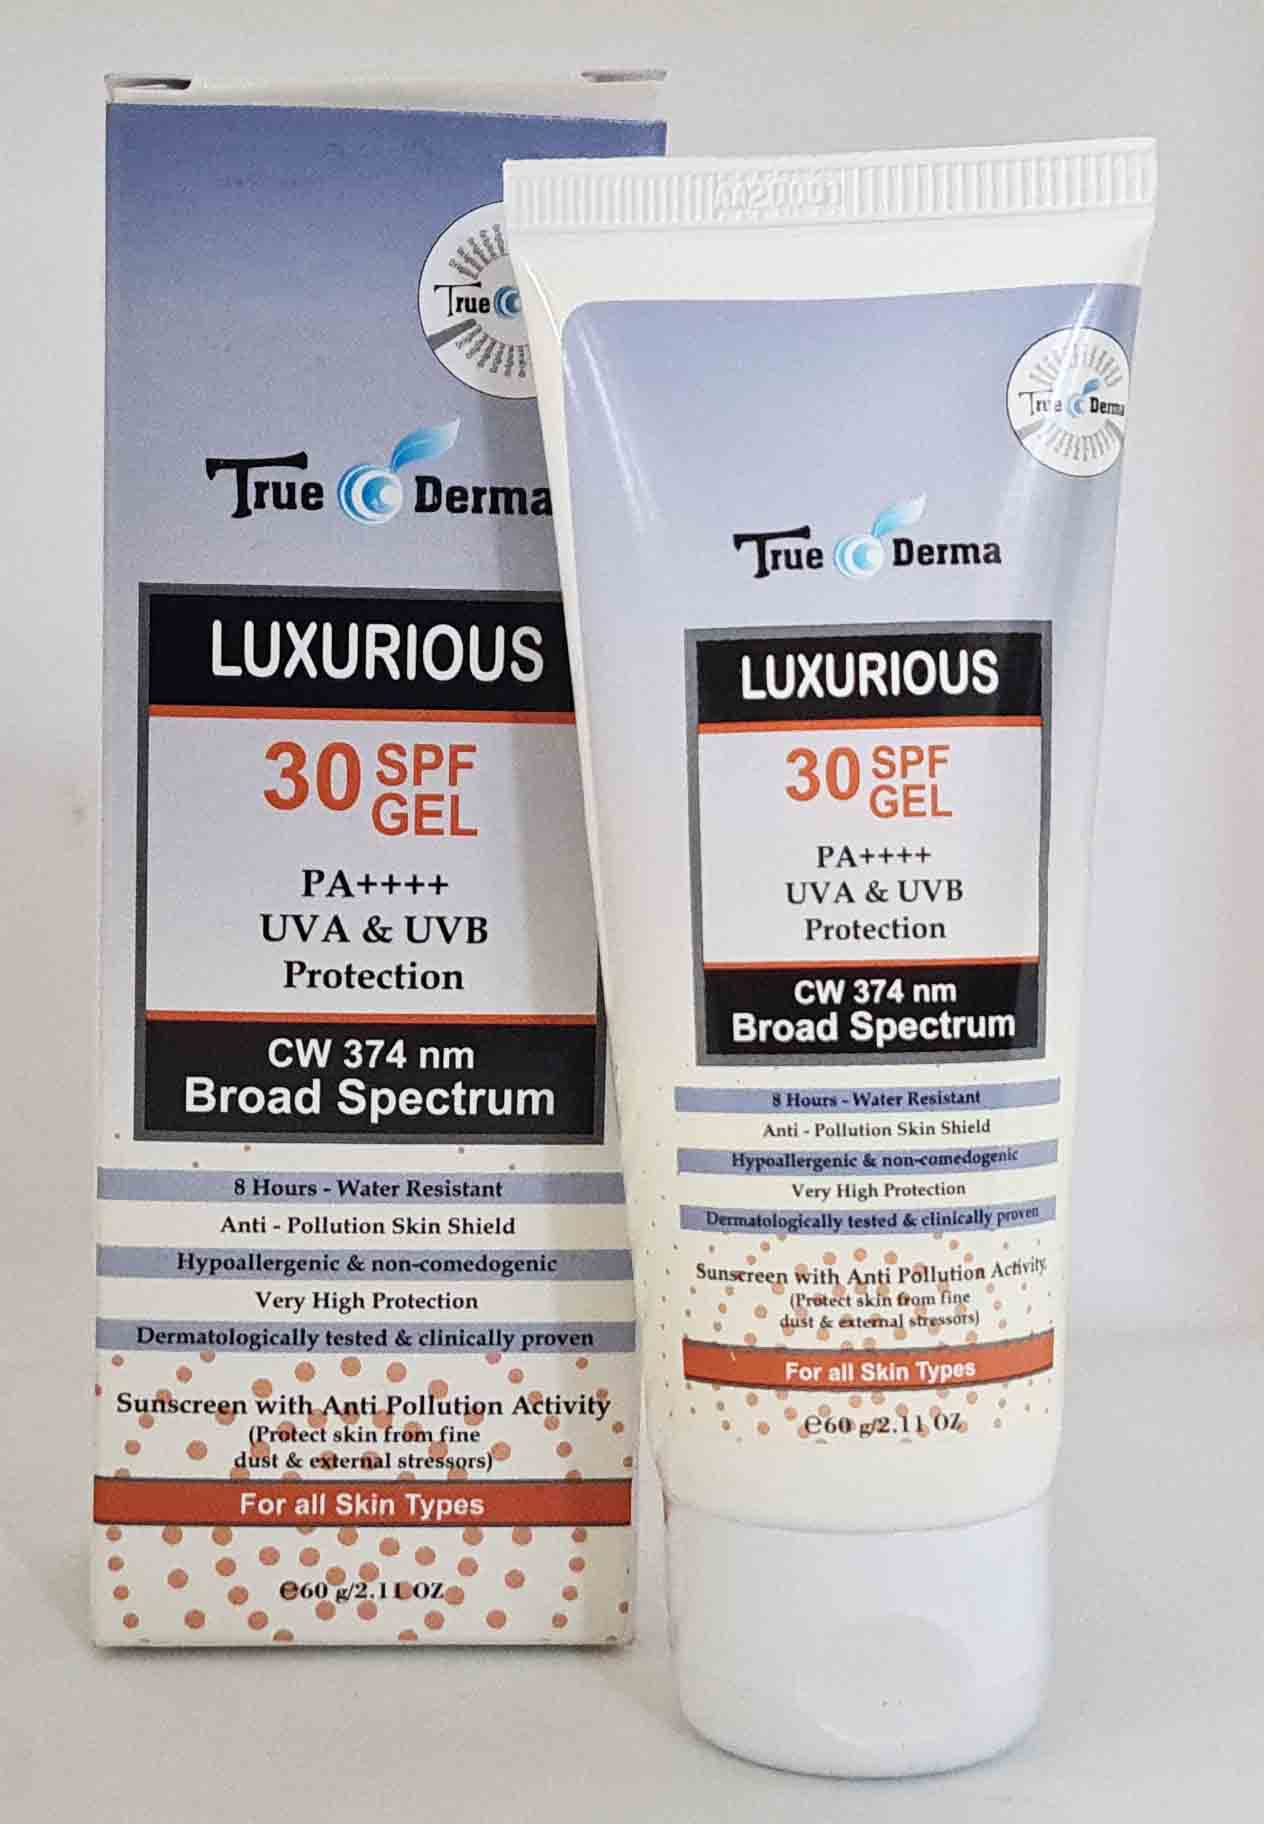 True
True Derma
LUXURIOUS
30 SPF
GEL
PA++++
UVA & UVB
Protection
CW 374 nm
Broad Spectrum
8 Hours - Water Resistant
Anti - Pollution Skin Shield
Hypoallergenic & non-comedogenic
Very High Protection
Dermatologically tested & clinically proven
Sunscreen with Anti Pollution Activity
(Protect skin from fine
dust & external stressors)
For all Skin Types
℮60 g/2.11 OZ
True Derma
True Derma
LUXURIOUS
30 SPF
GEL
PA++++
UVA & UVB
Protection
CW 374 nm
Broad Spectrum
8 Hours - Water Resistant
Anti - Pollution Skin Shield
Hypoallergenic & non-comedogenic
Very High Protection
Dermatologically tested & clinically proven
Sunscreen with Anti Pollution Activity
(Protect skin from fine
dust & external stressors)
For all Skin Types
℮60 g/2.11 OZ